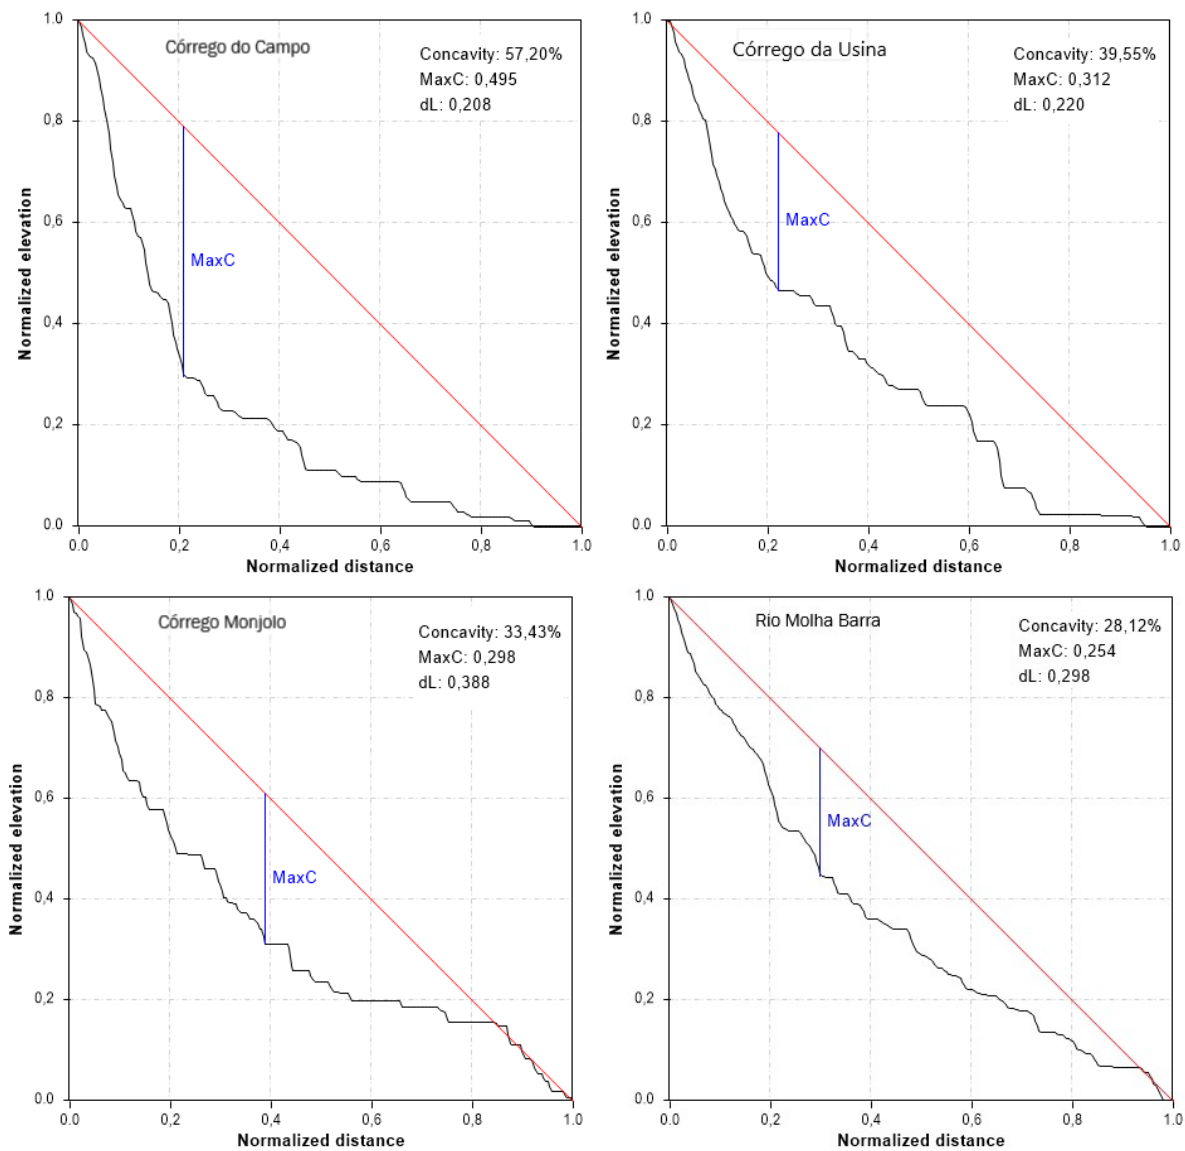 Córrego do Campo
Concavity: 57,20%
MaxC: 0,495
dL: 0,208
MaxC
Normalized elevation
1.0
0,8
0,6
0,4
0,2
0.0
0.0 0,2 0,4 0,6 0,8 1.0
Normalized distance
Córrego da Usina
Concavity: 39,55%
MaxC: 0,312
dL: 0,220
MaxC
Normalized elevation
1.0
0,8
0,6
0,4
0,2
0.0
0.0 0,2 0,4 0,6 0,8 1.0
Normalized distance
Córrego Monjolo
Concavity: 33,43%
MaxC: 0,298
dL: 0,388
MaxC
Normalized elevation
1.0
0,8
0,6
0,4
0,2
0.0
0.0 0,2 0,4 0,6 0,8 1.0
Normalized distance
Rio Molha Barra
Concavity: 28,12%
MaxC: 0,254
dL: 0,298
MaxC
Normalized elevation
1.0
0,8
0,6
0,4
0,2
0.0
0.0 0,2 0,4 0,6 0,8 1.0
Normalized distance